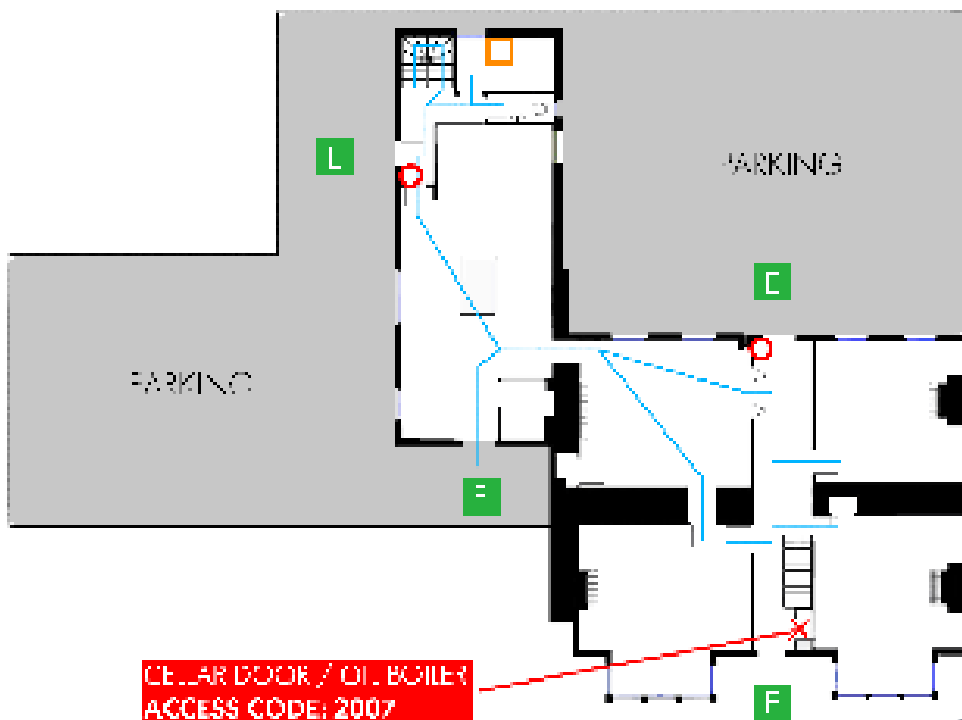 L
PARKING
PARKING
F
CELLAR DOOR / OIL BOILER
ACCESS CODE: 2007